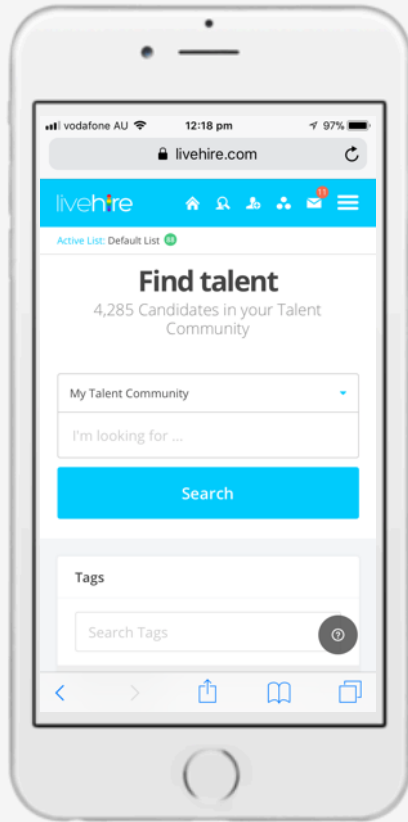 vodafone AU 12:18 pm 97%
livehire.com
livehire 11
Active List: Default List 63
Find talent
4,285 Candidates in your Talent
Community
My Talent Community
I'm looking for ...
Search
Tags
Search Tags
?